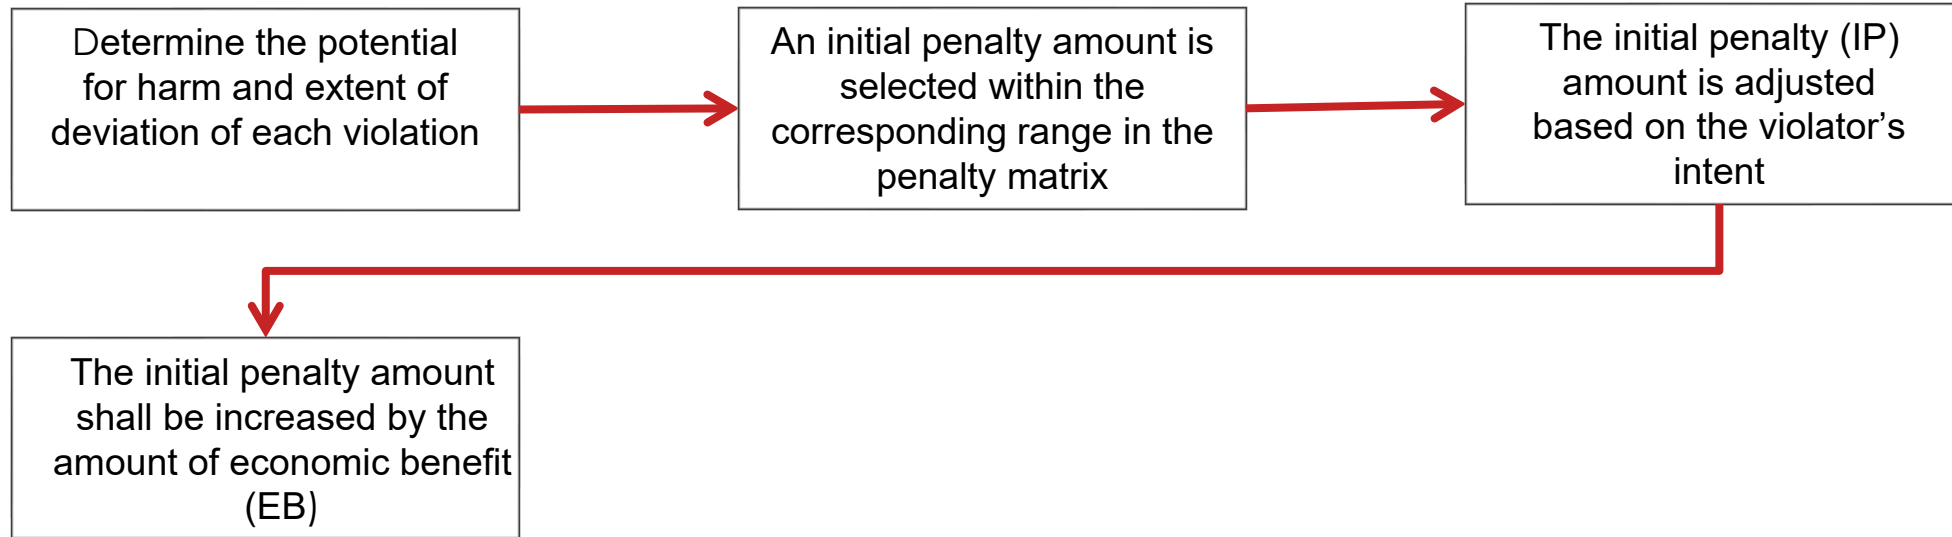 Determine the potential
for harm and extent of
deviation of each violation
An initial penalty amount is
selected within the
corresponding range in the
penalty matrix
The initial penalty (IP)
amount is adjusted
based on the violator’s
intent
The initial penalty amount
shall be increased by the
amount of economic benefit
(EB)